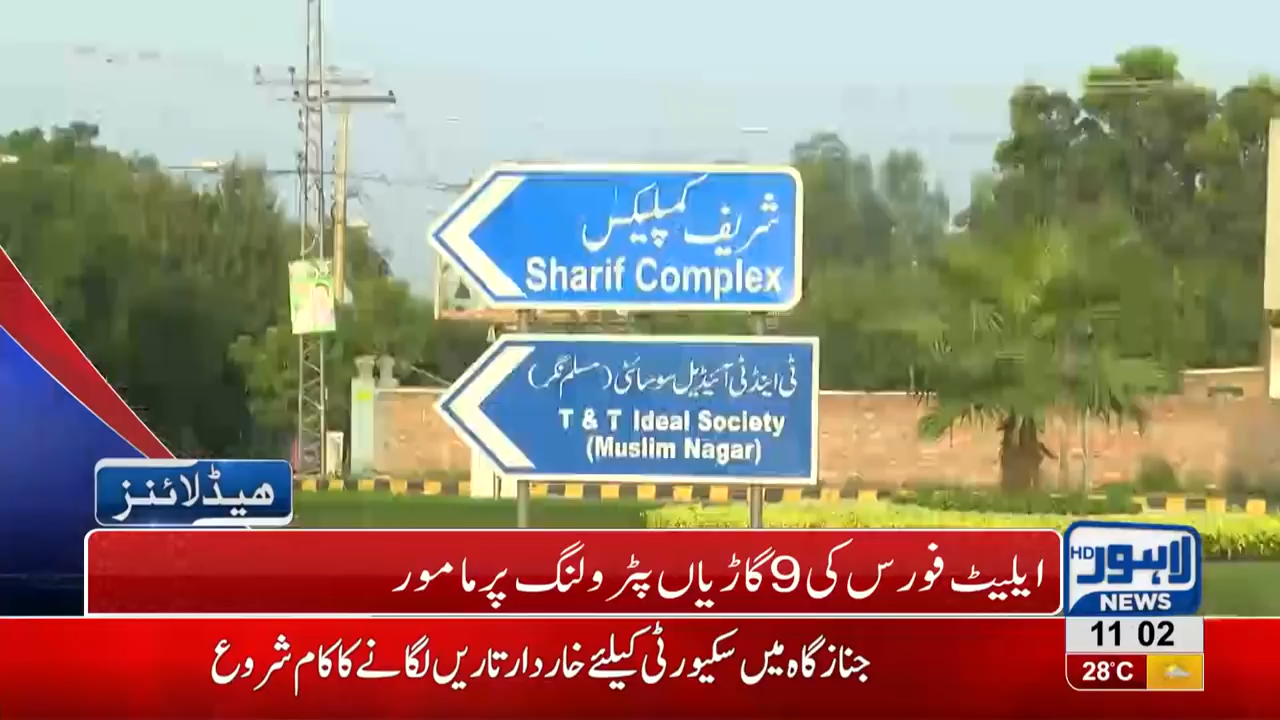 شریف کمپلیکس
Sharif Complex
ٹی اینڈ ٹی آئیڈیل سوسائٹی (مسلم نگر)
T & T Ideal Society
(Muslim Nagar)
ھیڈلائنز
ایلیٹ فورس کی 9 گاڑیاں پٹرولنگ پر مامور
HD لاہور
NEWS
11 02
جنازگاہ میں سکیورٹی کیلئے خاردار تاریں لگانے کا کام شروع
28°C